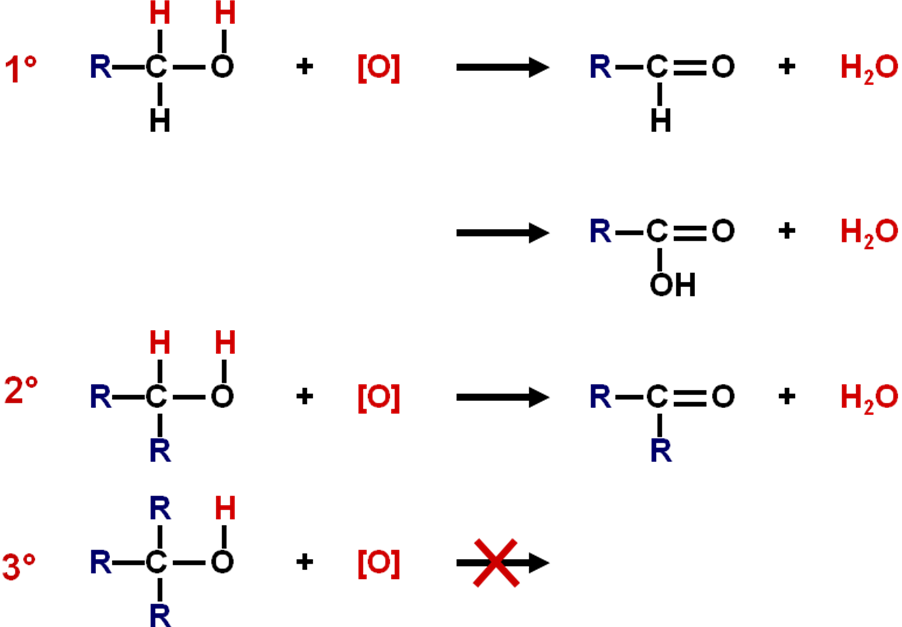 H H H
1° R C O + [O] R C O + H₂O
H H
R C O + H₂O
OH
H H
2° R C O + [O] R C O + H₂O
R R
R H
3° R C O + [O]
R